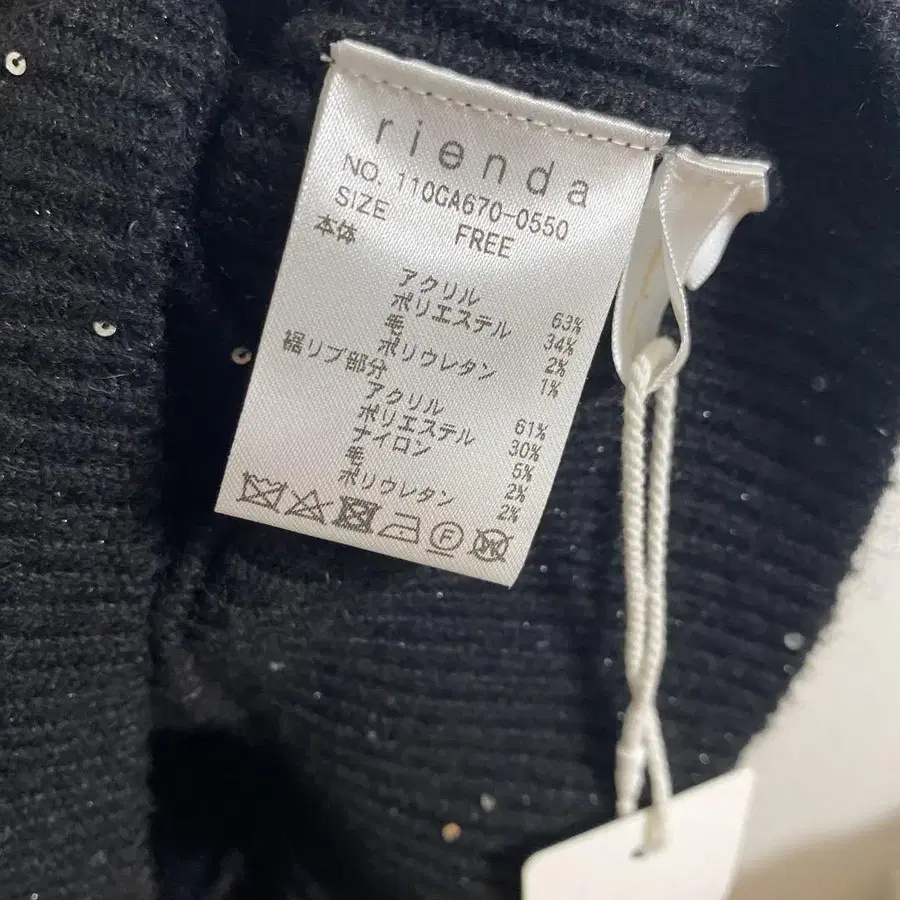 rienda
NO. 110GA670-0550
SIZE FREE
本体
アクリル 63%
ポリエステル 34%
毛 2%
ポリウレタン 1%
裾リブ部分
アクリル 61%
ポリエステル 30%
ナイロン 5%
毛 2%
ポリウレタン 2%
F
W